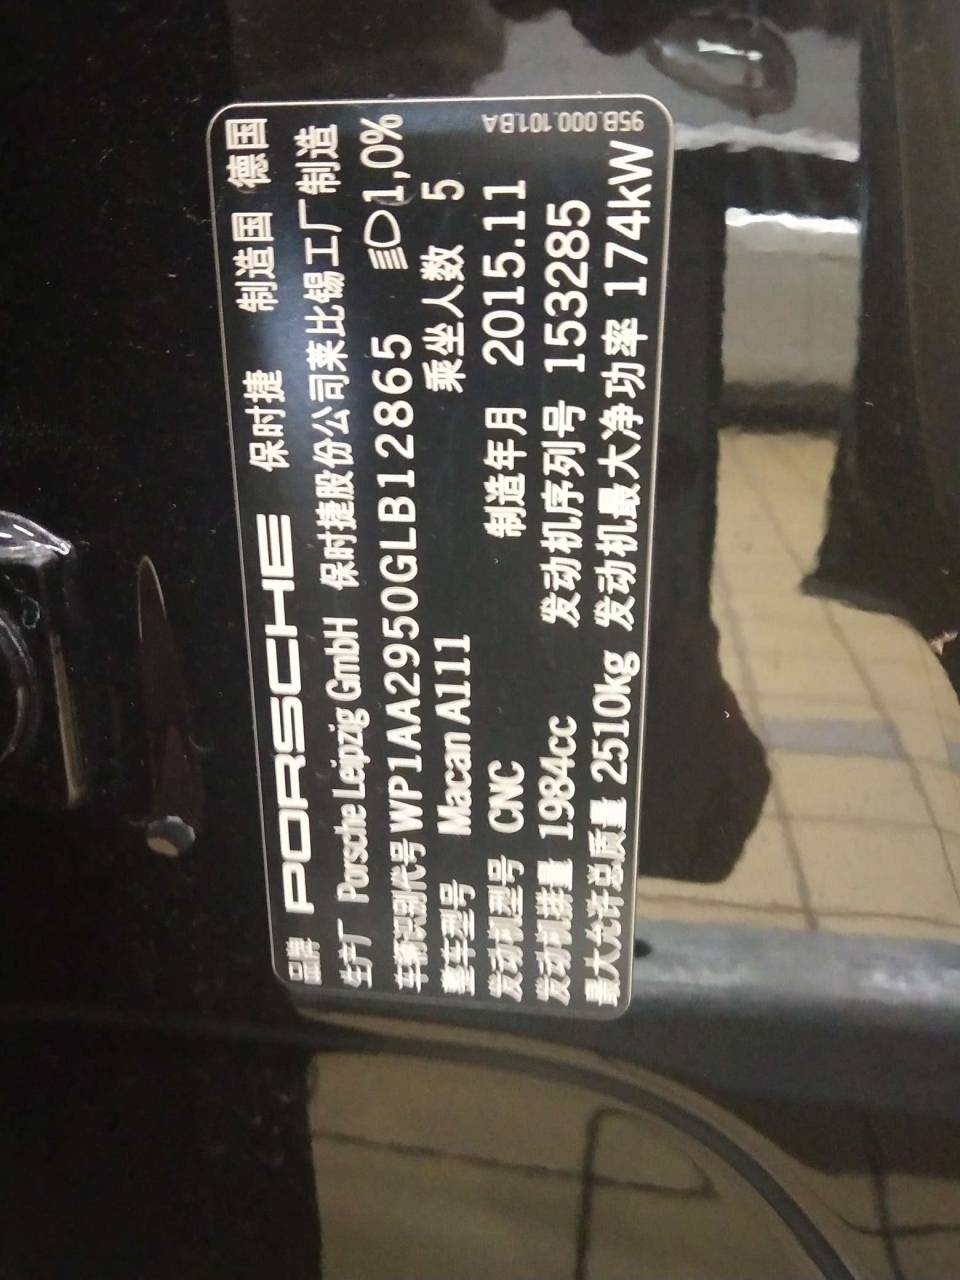 品牌 PORSCHE 保时捷 制造国 德国
生产厂 Porsche Leipzig GmbH 保时捷股份公司莱比锡工厂制造
车辆识别代号 WP1AA2950GLB12865 1,0%
整车型号 Macan A111 乘坐人数 5
发动机型号 CNC 制造年月 2015.11
发动机排量 1984cc 发动机序列号 153285
最大允许总质量 2510kg 发动机最大净功率 174kW
95B.000.101.BA